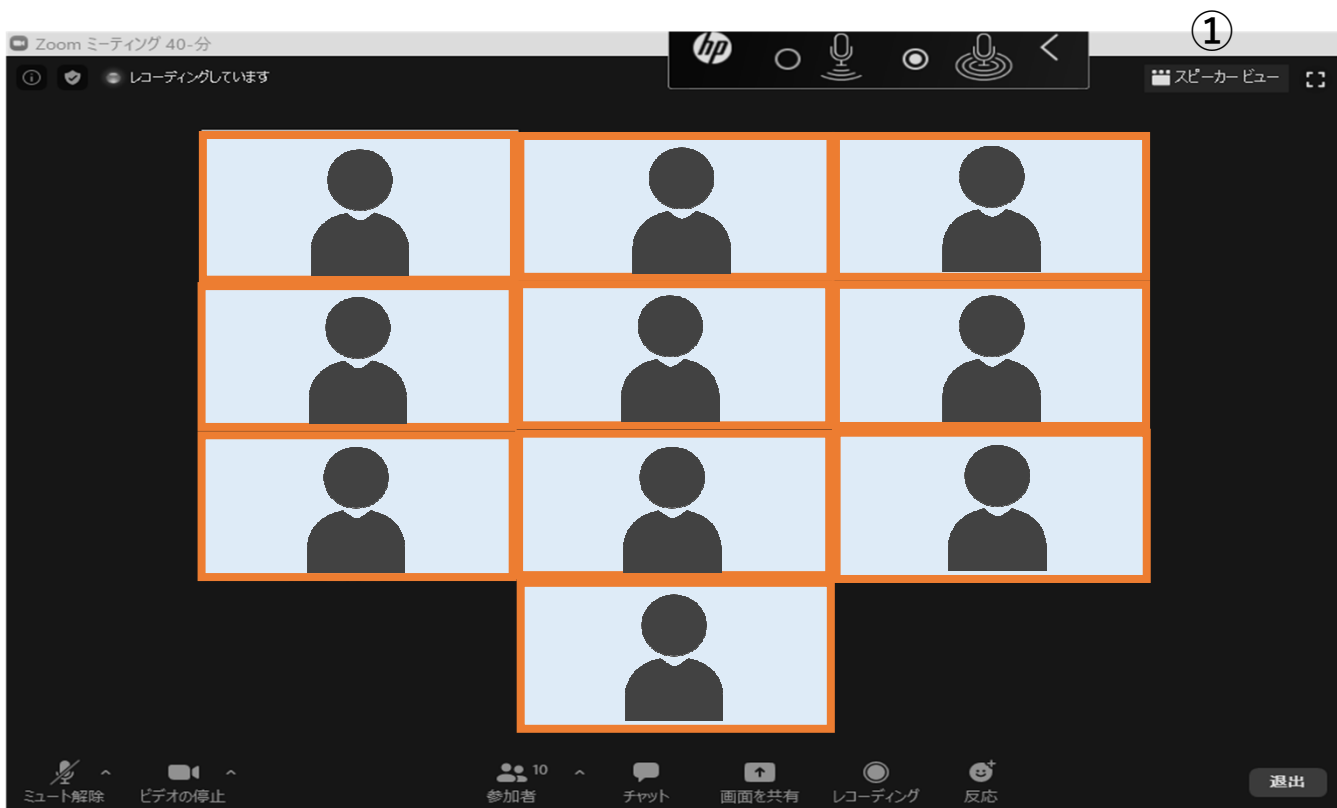 ①
Zoom ミーティング 40-分
hp
レコーディングしています
スピーカー ビュー
10
ミュート解除
ビデオの停止
参加者
チャット
画面を共有
レコーディング
反応
退出